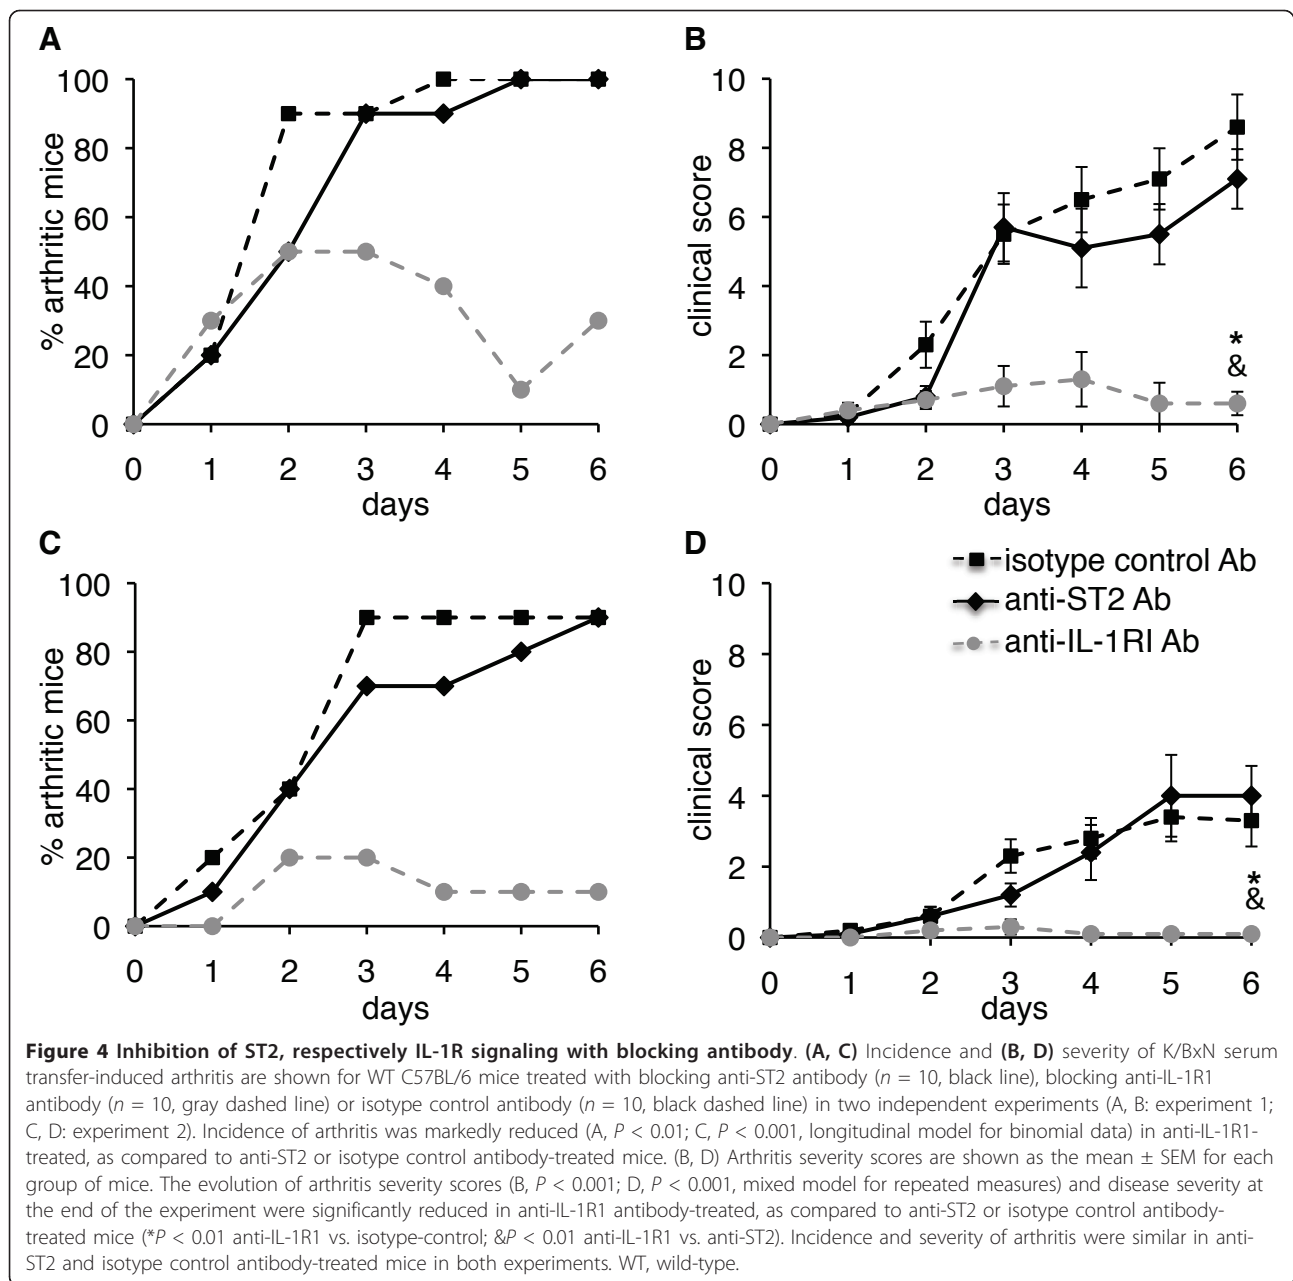 A
100
80
60
40
20
0
% arthritic mice
0 1 2 3 4 5 6
days
B
10
8
6
4
2
0
clinical score
*
&
0 1 2 3 4 5 6
days
C
100
80
60
40
20
0
% arthritic mice
0 1 2 3 4 5 6
days
D
10
8
6
4
2
0
clinical score
isotype control Ab
anti-ST2 Ab
anti-IL-1RI Ab
*
&
0 1 2 3 4 5 6
days
Figure 4 Inhibition of ST2, respectively IL-1R signaling with blocking antibody. (A, C) Incidence and (B, D) severity of K/BxN serum
transfer-induced arthritis are shown for WT C57BL/6 mice treated with blocking anti-ST2 antibody (n = 10, black line), blocking anti-IL-1R1
antibody (n = 10, gray dashed line) or isotype control antibody (n = 10, black dashed line) in two independent experiments (A, B: experiment 1;
C, D: experiment 2). Incidence of arthritis was markedly reduced (A, P < 0.01; C, P < 0.001, longitudinal model for binomial data) in anti-IL-1R1-
treated, as compared to anti-ST2 or isotype control antibody-treated mice. (B, D) Arthritis severity scores are shown as the mean ± SEM for each
group of mice. The evolution of arthritis severity scores (B, P < 0.001; D, P < 0.001, mixed model for repeated measures) and disease severity at
the end of the experiment were significantly reduced in anti-IL-1R1 antibody-treated, as compared to anti-ST2 or isotype control antibody-
treated mice (*P < 0.01 anti-IL-1R1 vs. isotype-control; &P < 0.01 anti-IL-1R1 vs. anti-ST2). Incidence and severity of arthritis were similar in anti-
ST2 and isotype control antibody-treated mice in both experiments. WT, wild-type.